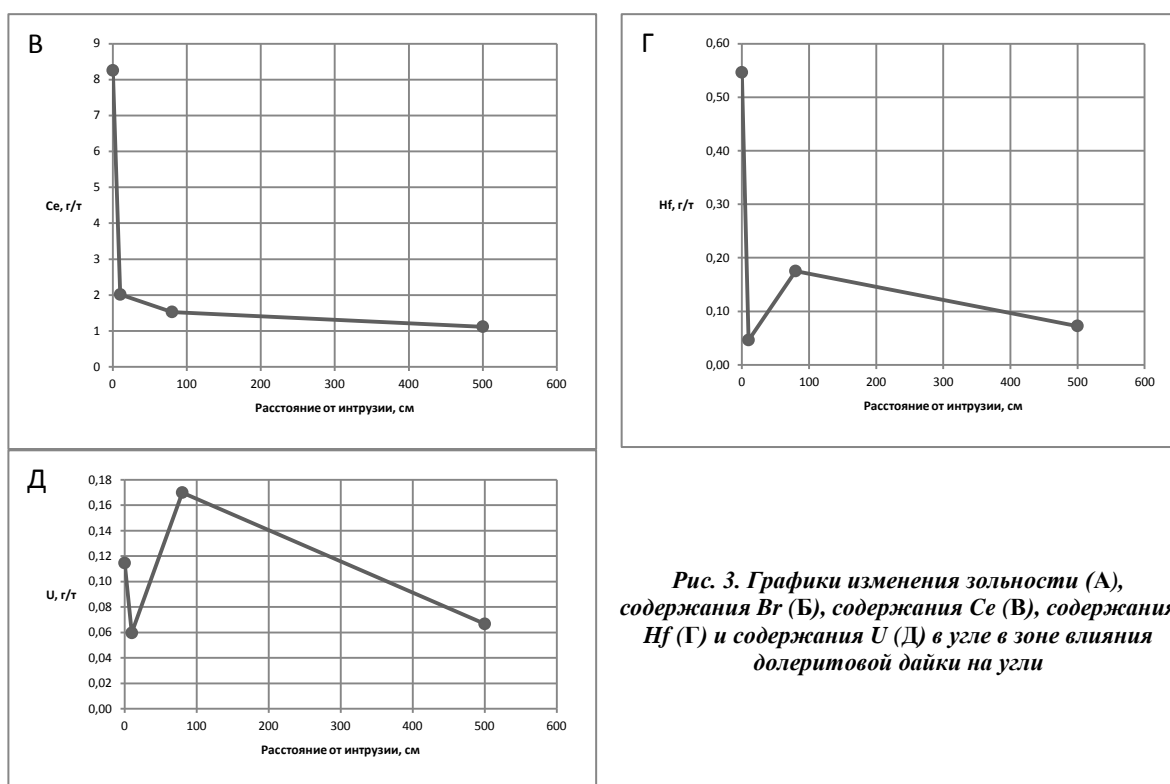 В
9
8
7
6
5
Ce, г/т
4
3
2
1
0
0 100 200 300 400 500 600
Расстояние от интрузии, см
Г
0,60
0,50
0,40
0,30
Hf, г/т
0,20
0,10
0,00
0 100 200 300 400 500 600
Расстояние от интрузии, см
Д
0,18
0,16
0,14
0,12
0,10
U, г/т
0,08
0,06
0,04
0,02
0,00
0 100 200 300 400 500 600
Расстояние от интрузии, см
Рис. 3. Графики изменения зольности (А),
содержания Br (Б), содержания Ce (В), содержания
Hf (Г) и содержания U (Д) в угле в зоне влияния
долеритовой дайки на угли